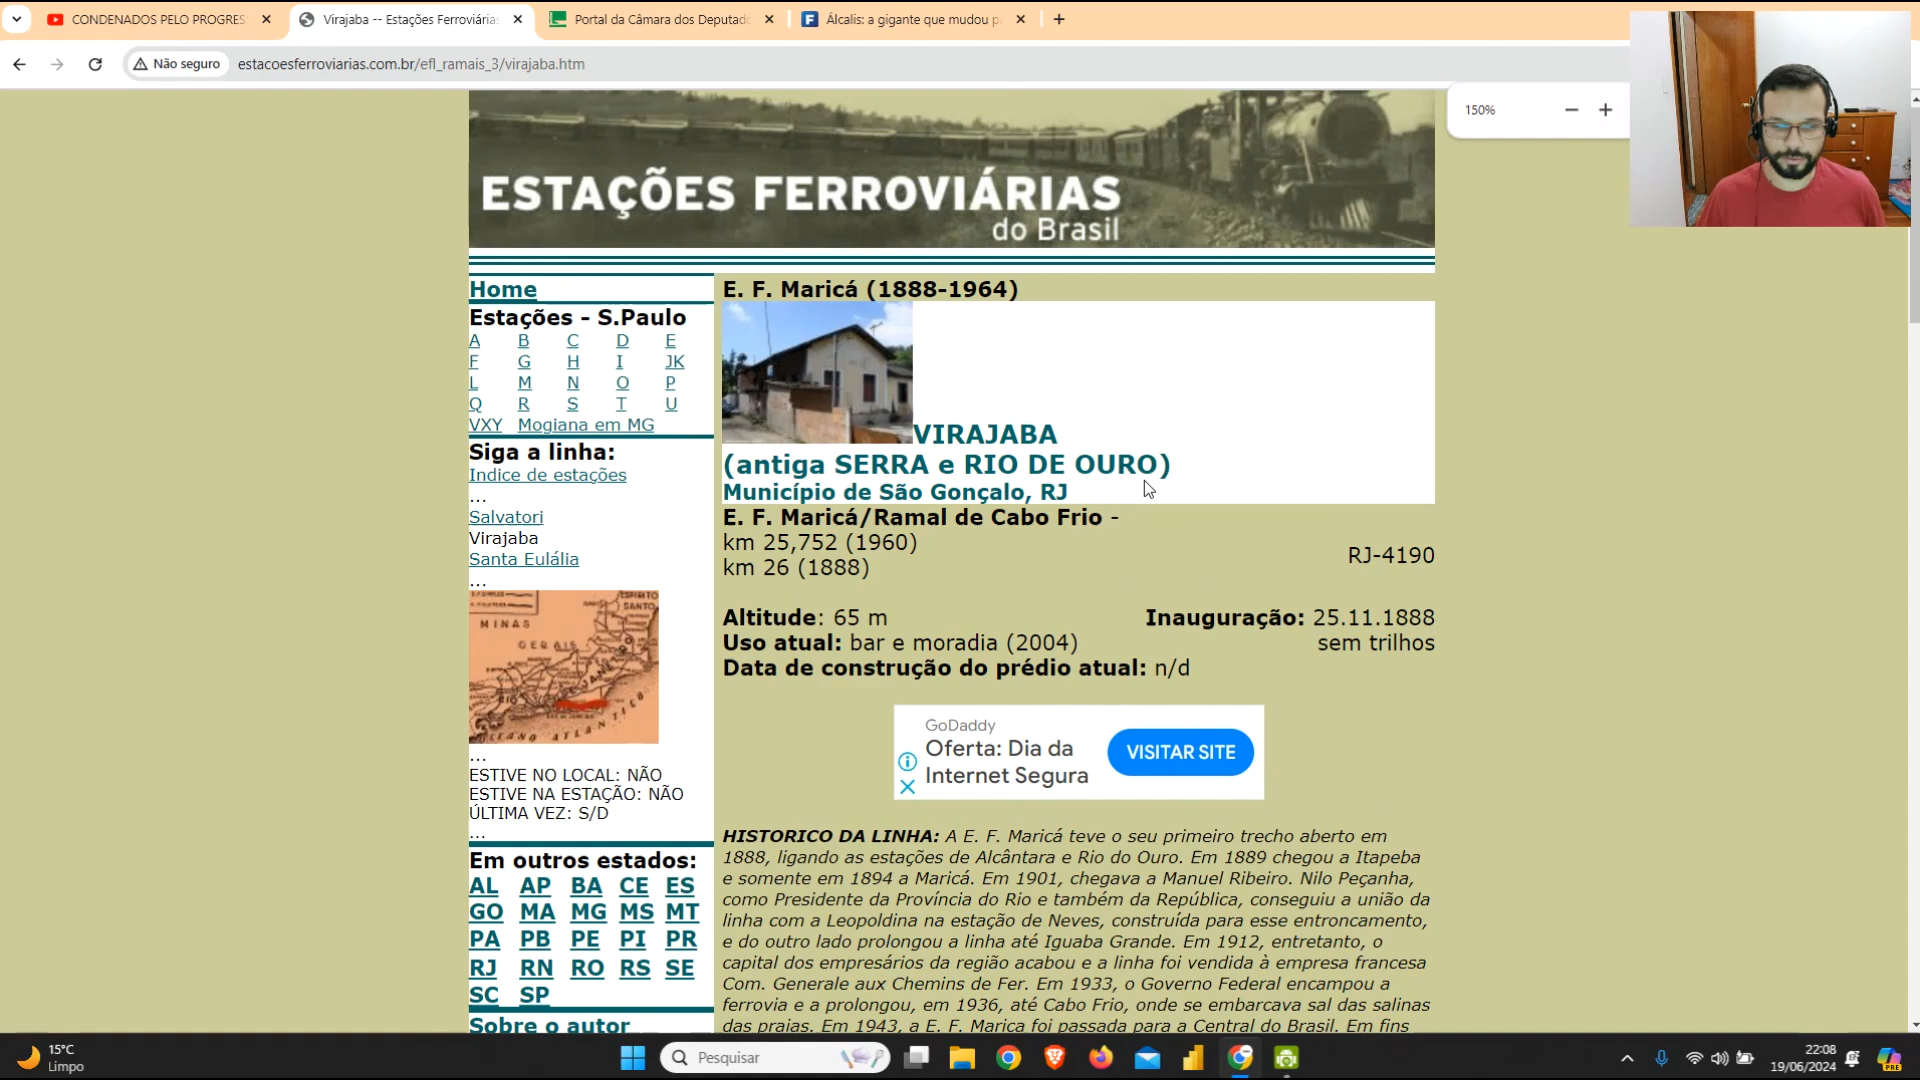 CONDENADOS PELO PROGRES
Virajaba -- Estações Ferroviárias
Portal da Câmara dos Deputado
Álcalis: a gigante que mudou p
Não seguro
estacoesferroviarias.com.br/efl_ramais_3/virajaba.htm
150%
ESTAÇÕES FERROVIÁRIAS
do Brasil
Home
Estações - S.Paulo
A B C D E
F G H I JK
L M N O P
Q R S T U
VXY Mogiana em MG
Siga a linha:
Indice de estações
...
Salvatori
Virajaba
Santa Eulália
...
ESPIRITO
SANTO
MINAS
GERAIS
RIO
OCEANO ATLANTICO
...
ESTIVE NO LOCAL: NÃO
ESTIVE NA ESTAÇÃO: NÃO
ÚLTIMA VEZ: S/D
...
Em outros estados:
AL AP BA CE ES
GO MA MG MS MT
PA PB PE PI PR
RJ RN RO RS SE
SC SP
Sobre o autor
E. F. Maricá (1888-1964)
VIRAJABA
(antiga SERRA e RIO DE OURO)
Município de São Gonçalo, RJ
E. F. Maricá/Ramal de Cabo Frio -
km 25,752 (1960)
km 26 (1888)
RJ-4190
Altitude: 65 m
Inauguração: 25.11.1888
Uso atual: bar e moradia (2004)
sem trilhos
Data de construção do prédio atual: n/d
GoDaddy
Oferta: Dia da
Internet Segura
VISITAR SITE
HISTORICO DA LINHA: A E. F. Maricá teve o seu primeiro trecho aberto em
1888, ligando as estações de Alcântara e Rio do Ouro. Em 1889 chegou a Itapeba
e somente em 1894 a Maricá. Em 1901, chegava a Manuel Ribeiro. Nilo Peçanha,
como Presidente da Província do Rio e também da República, conseguiu a união da
linha com a Leopoldina na estação de Neves, construída para esse entroncamento,
e do outro lado prolongou a linha até Iguaba Grande. Em 1912, entretanto, o
capital dos empresários da região acabou e a linha foi vendida à empresa francesa
Com. Generale aux Chemins de Fer. Em 1933, o Governo Federal encampou a
ferrovia e a prolongou, em 1936, até Cabo Frio, onde se embarcava sal das salinas
das praias. Em 1943, a E. F. Marica foi passada para a Central do Brasil. Em fins
15°C
Limpo
Pesquisar
22:08
19/06/2024
PRE